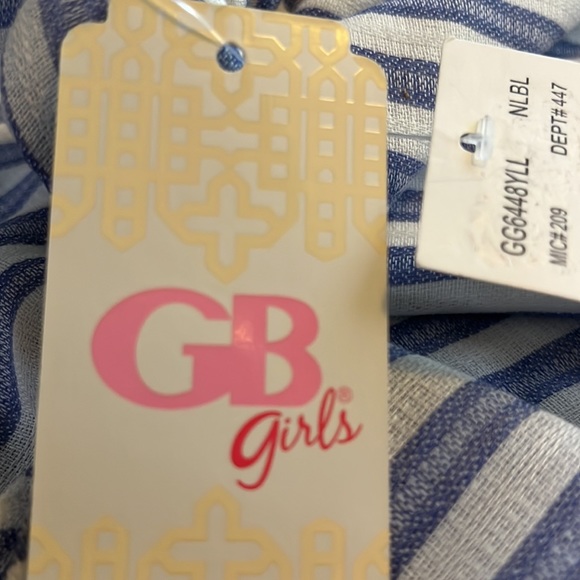 GB
girls®
GG6448YLL NLBL
MIC# 209 DEPT# 447